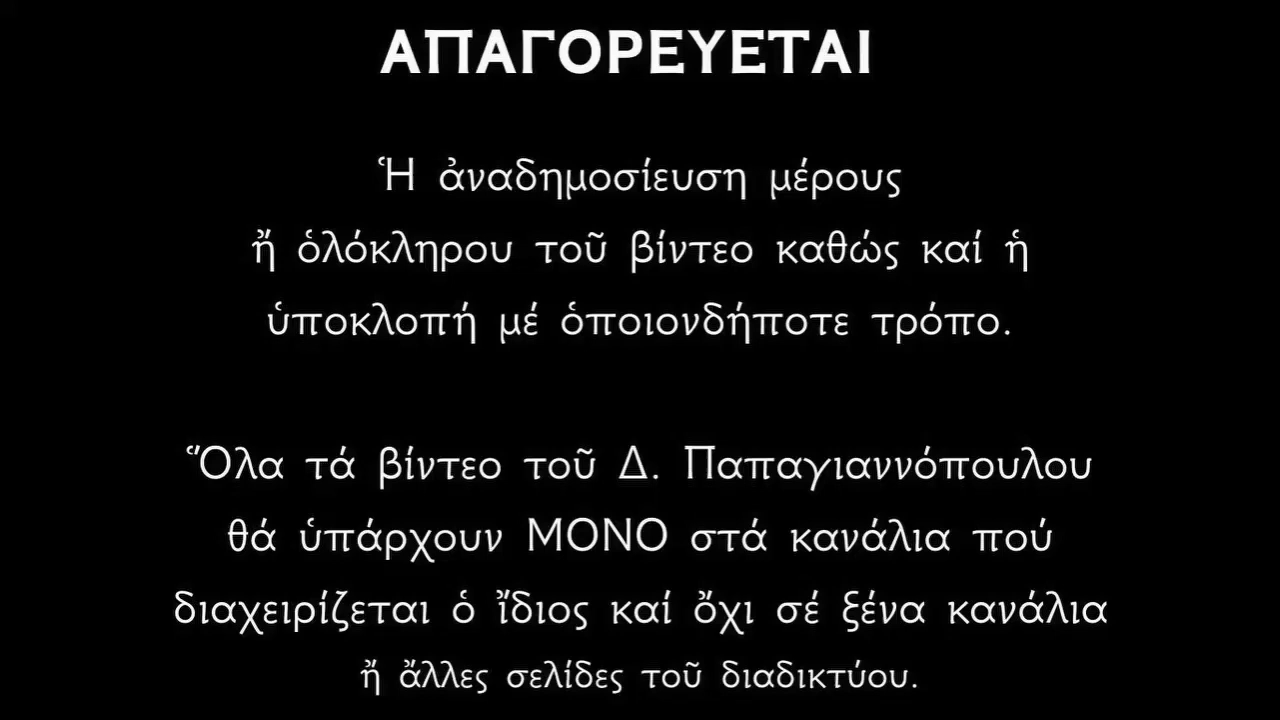 ΑΠΑΓΟΡΕΥΕΤΑΙ
Ἡ ἀναδημοσίευση μέρους
ἤ ὁλόκληρου τοῦ βίντεο καθώς καί ἡ
ὑποκλοπή μέ ὁποιονδήποτε τρόπο.
Ὅλα τά βίντεο τοῦ Δ. Παπαγιαννόπουλου
θά ὑπάρχουν ΜΟΝΟ στά κανάλια πού
διαχειρίζεται ὁ ἴδιος καί ὄχι σέ ξένα κανάλια
ἤ ἄλλες σελίδες τοῦ διαδικτύου.